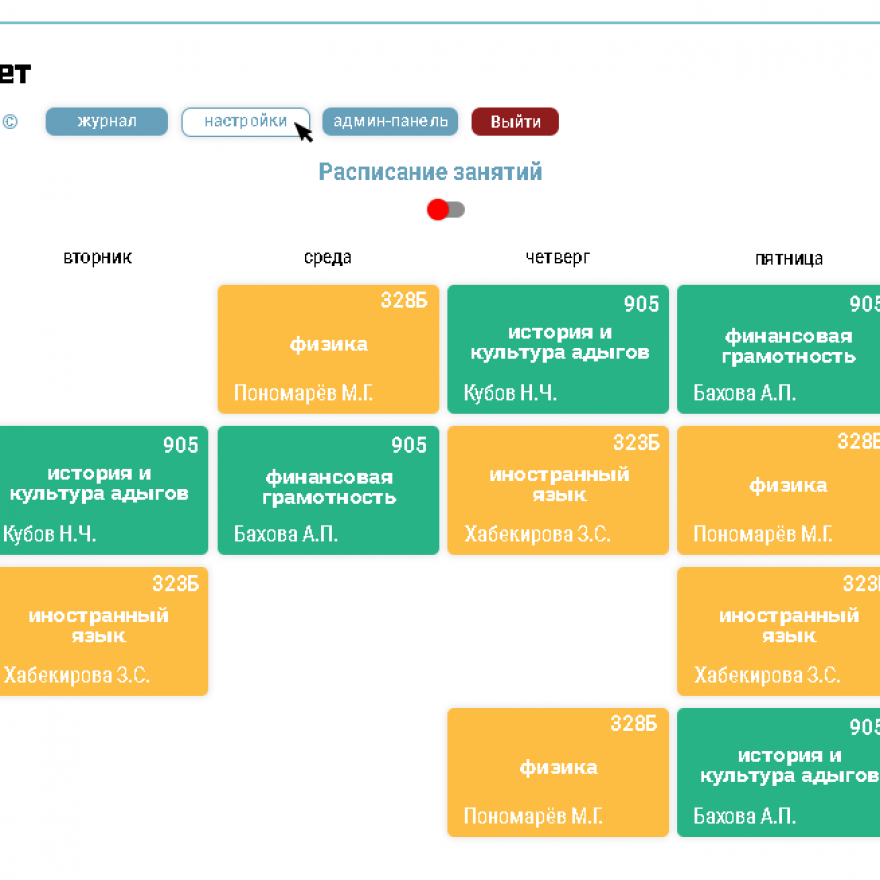 ет
©
журнал
настройки
админ-панель
Выйти
Расписание занятий
вторник
среда
четверг
пятница
328Б
физика
Пономарёв М.Г.
905
история и
культура адыгов
Кубов Н.Ч.
905
финансовая
грамотность
Бахова А.П.
905
история и
культура адыгов
Кубов Н.Ч.
905
финансовая
грамотность
Бахова А.П.
323Б
иностранный
язык
Хабекирова З.С.
328Б
физика
Пономарёв М.Г.
323Б
иностранный
язык
Хабекирова З.С.
323Б
иностранный
язык
Хабекирова З.С.
328Б
физика
Пономарёв М.Г.
905
история и
культура адыгов
Бахова А.П.